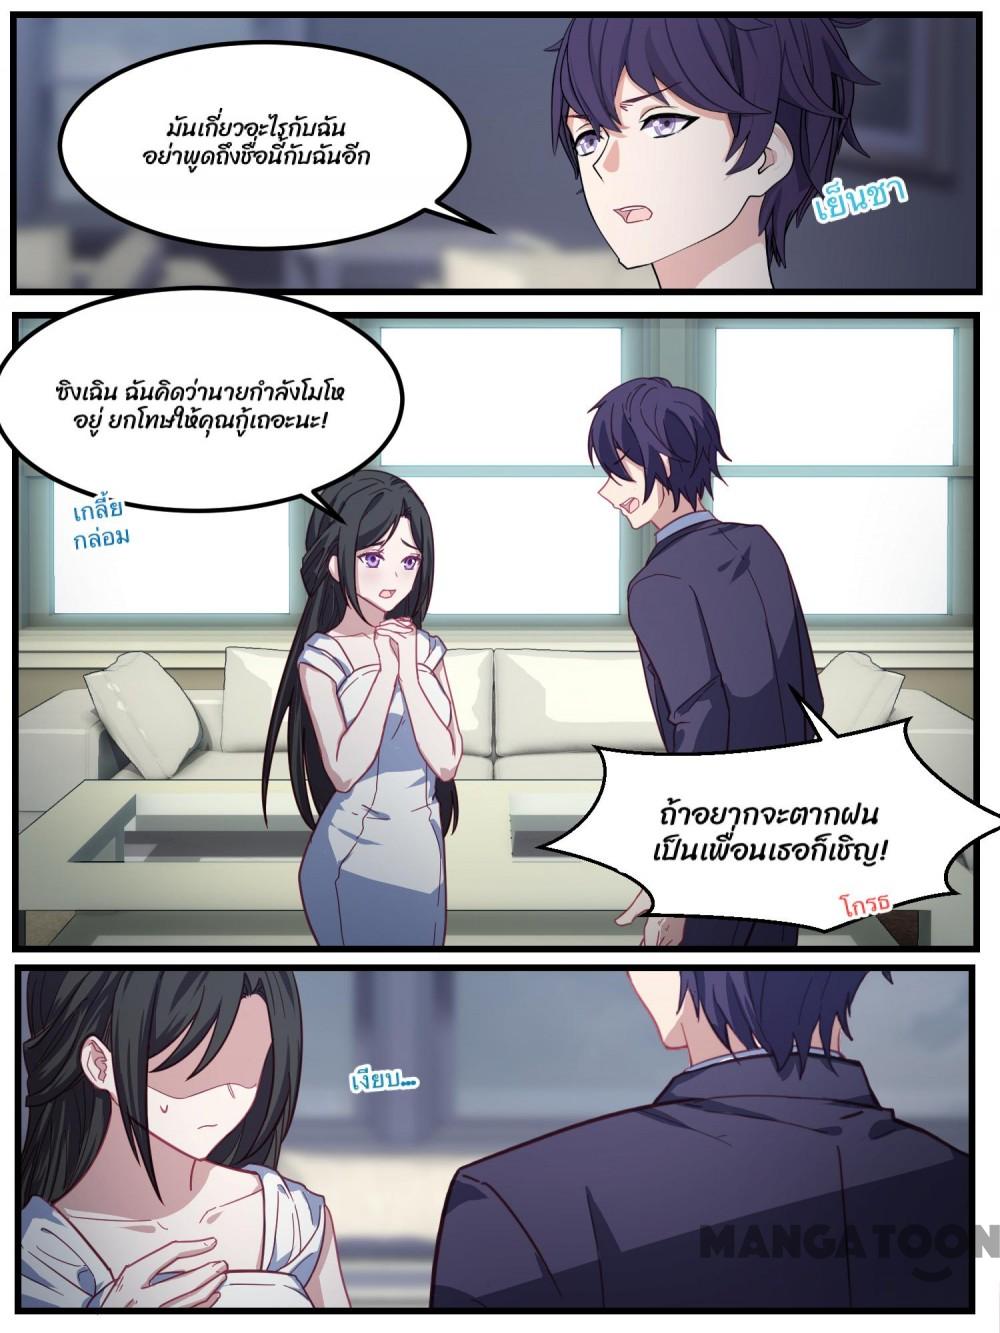 มันเกี่ยวอะไรกับฉัน
อย่าพูดถึงชื่อนี้กับฉันอีก
เย็นชา
ซิงเฉิน ฉันคิดว่านายกำลังโมโห
อยู่ ยกโทษให้คุณกู้เถอะนะ!
เกลี้ย
กล่อม
ถ้าอยากจะตากฝน
เป็นเพื่อนเธอก็เชิญ!
โกรธ
เงียบ...
MANGATOON